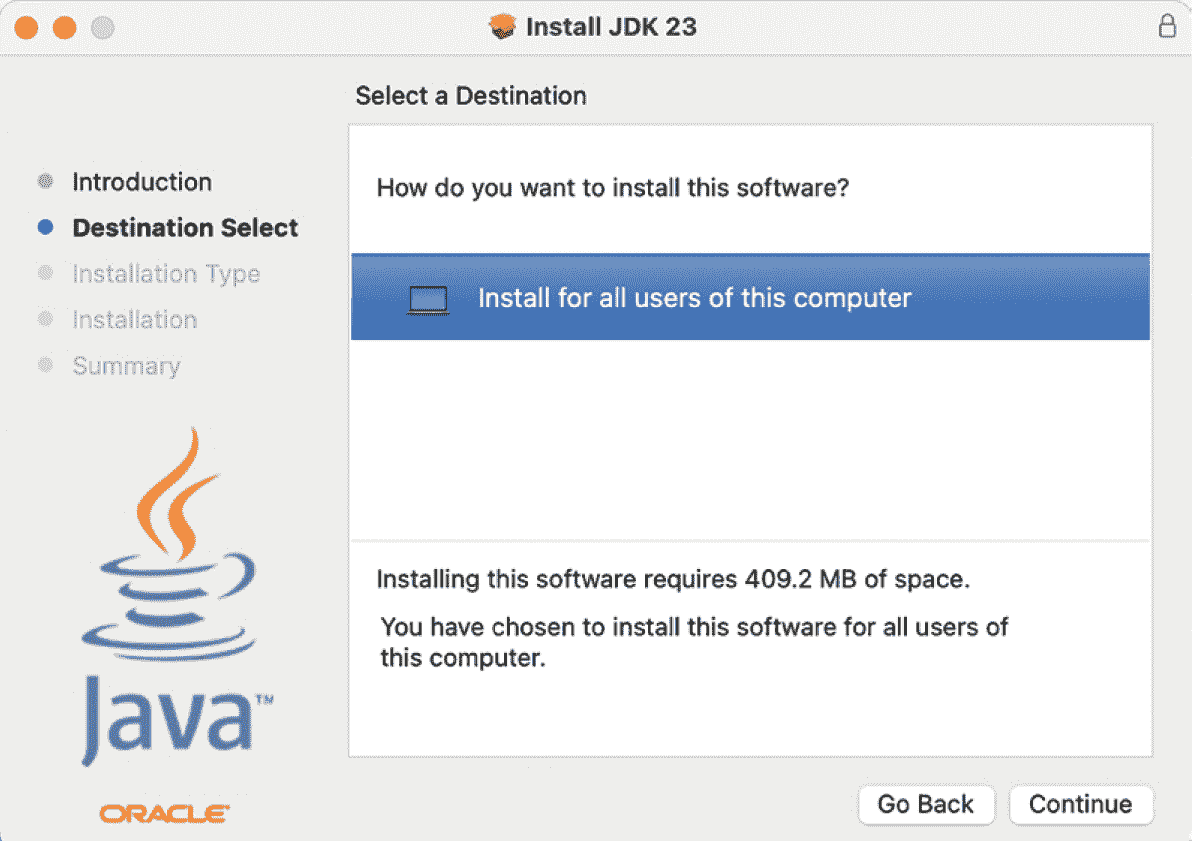 Install JDK 23
Select a Destination
Introduction
Destination Select
Installation Type
Installation
Summary
How do you want to install this software?
Install for all users of this computer
Installing this software requires 409.2 MB of space.
You have chosen to install this software for all users of
this computer.
Java™
ORACLE
Go Back
Continue